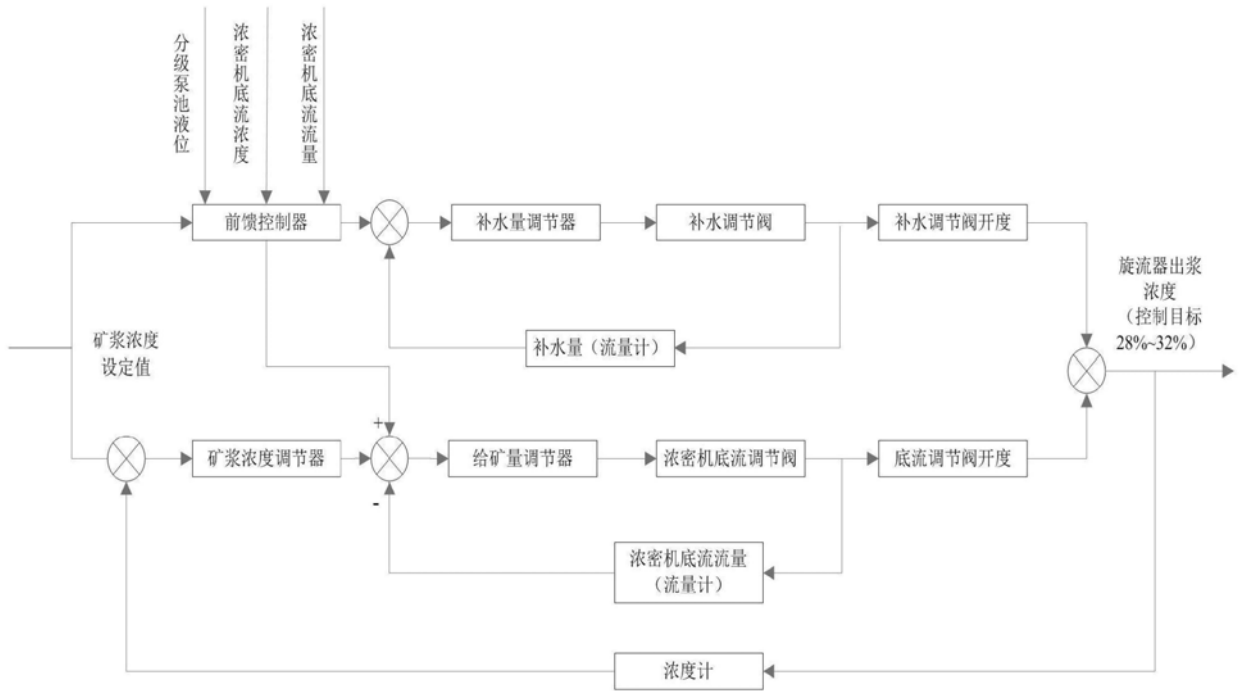 分级泵池液位
浓密机底流浓度
浓密机底流流量
前馈控制器
补水量调节器
补水调节阀
补水调节阀开度
旋流器出浆
浓度
（控制目标
28%~32%）
补水量（流量计）
矿浆浓度
设定值
+
矿浆浓度调节器
给矿量调节器
浓密机底流调节阀
底流调节阀开度
-
浓密机底流流量
（流量计）
浓度计